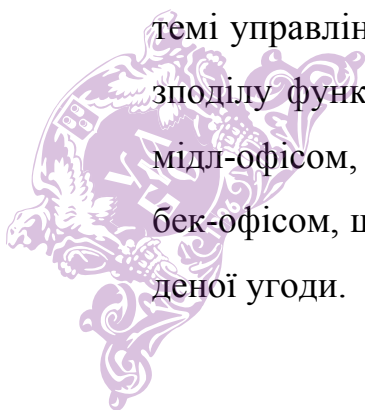 темі управлін
зподілу функ
мідл-офісом,
бек-офісом, ц
деної угоди.